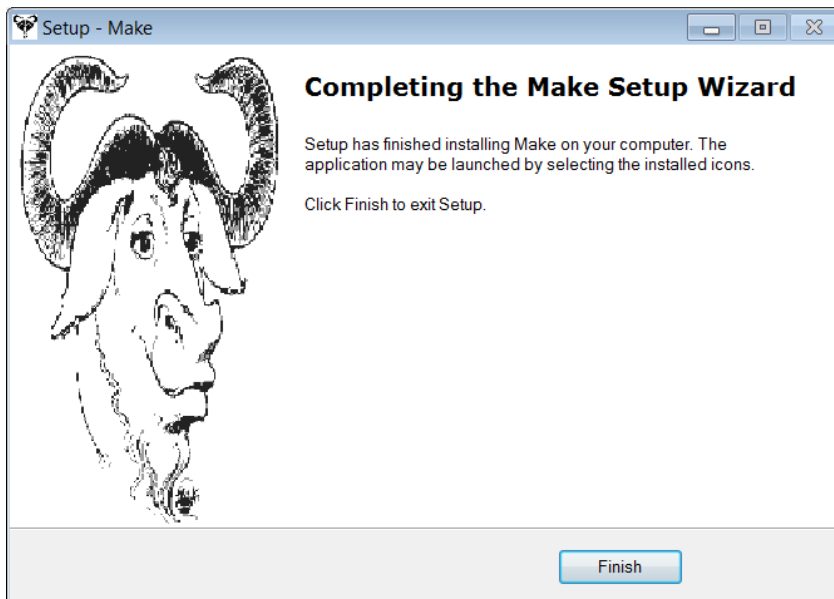 Setup - Make
Completing the Make Setup Wizard
Setup has finished installing Make on your computer. The
application may be launched by selecting the installed icons.
Click Finish to exit Setup.
Finish